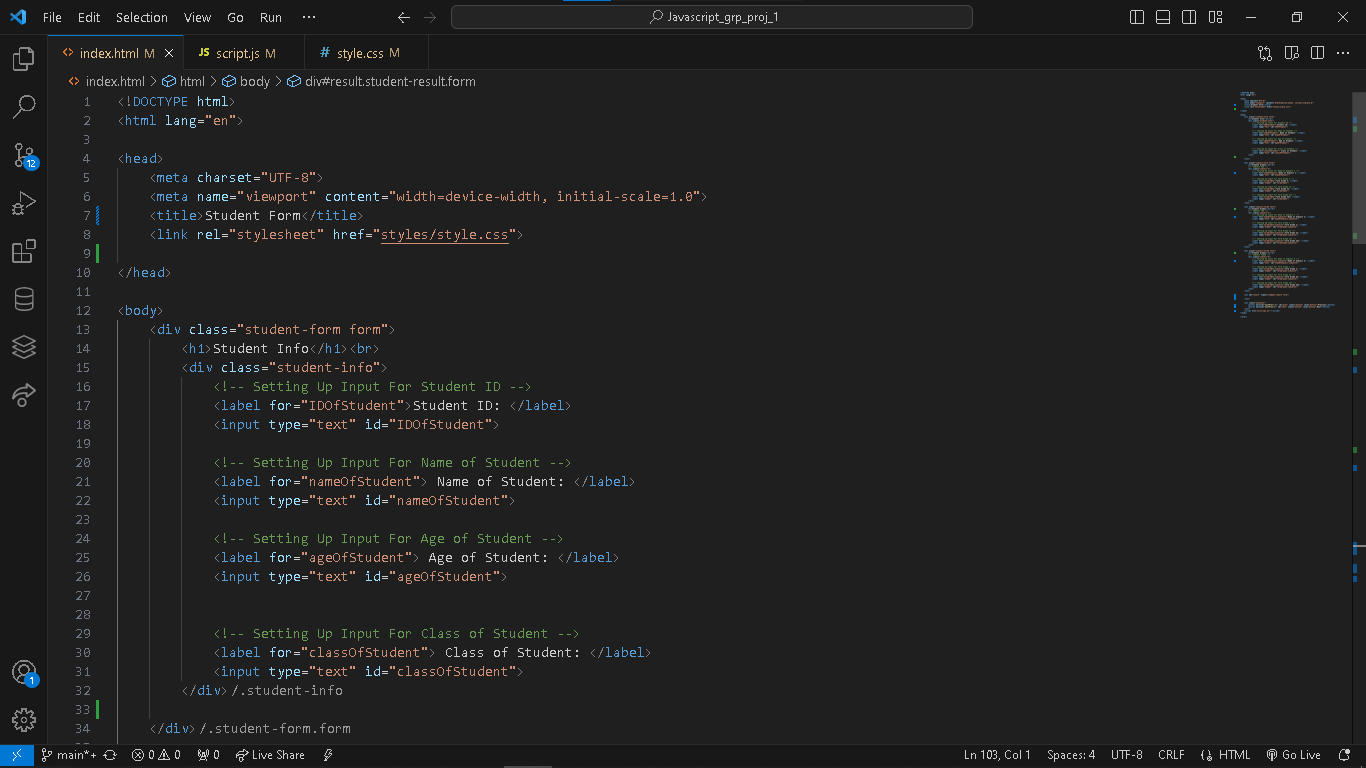 File Edit Selection View Go Run ··· Javascript_grp_proj_1
index.html M script.js M style.css M
index.html > html > body > div#result.student-result.form
1 <!DOCTYPE html>
2 <html lang="en">
3
4 <head>
5 <meta charset="UTF-8">
6 <meta name="viewport" content="width=device-width, initial-scale=1.0">
7 <title>Student Form</title>
8 <link rel="stylesheet" href="styles/style.css">
9
10 </head>
11
12 <body>
13 <div class="student-form form">
14 <h1>Student Info</h1><br>
15 <div class="student-info">
16 <!-- Setting Up Input For Student ID -->
17 <label for="IDOfStudent">Student ID: </label>
18 <input type="text" id="IDOfStudent">
19
20 <!-- Setting Up Input For Name of Student -->
21 <label for="nameOfStudent"> Name of Student: </label>
22 <input type="text" id="nameOfStudent">
23
24 <!-- Setting Up Input For Age of Student -->
25 <label for="ageOfStudent"> Age of Student: </label>
26 <input type="text" id="ageOfStudent">
27
28
29 <!-- Setting Up Input For Class of Student -->
30 <label for="classOfStudent"> Class of Student: </label>
31 <input type="text" id="classOfStudent">
32 </div> /.student-info
33
34 </div> /.student-form.form
12
1
main*+ 0 0 0 Live Share Ln 103, Col 1 Spaces: 4 UTF-8 CRLF HTML Go Live